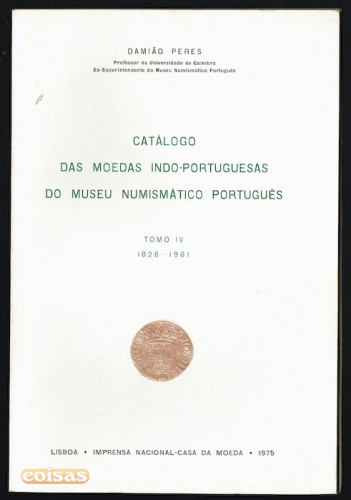 DAMIÃO PERES
Professor da Universidade de Coimbra
Ex-Superintendente do Museu Numismático Português
CATÁLOGO
DAS MOEDAS INDO-PORTUGUESAS
DO MUSEU NUMISMÁTICO PORTUGUÊS
TOMO IV
1826-1961
LISBOA • IMPRENSA NACIONAL-CASA DA MOEDA • 1975
coisas